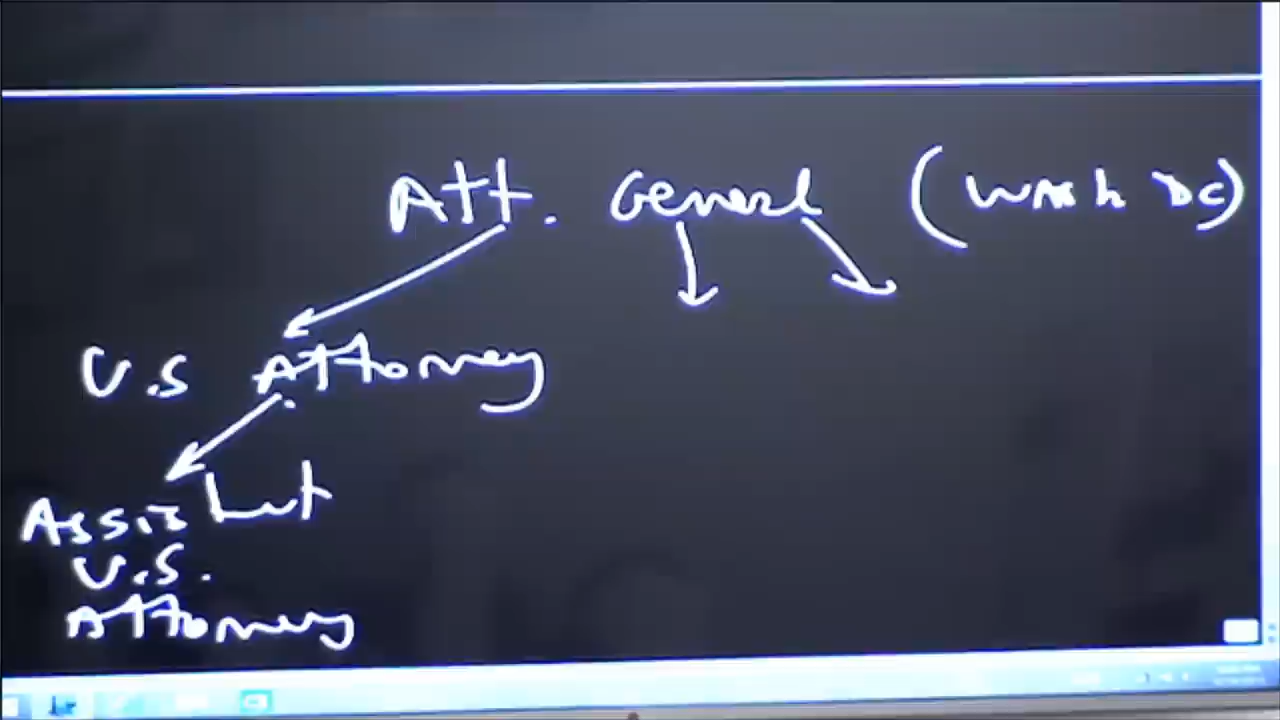 Att. General (Wash DC)
U.S Attorney
Assistant
U.S.
Attorney